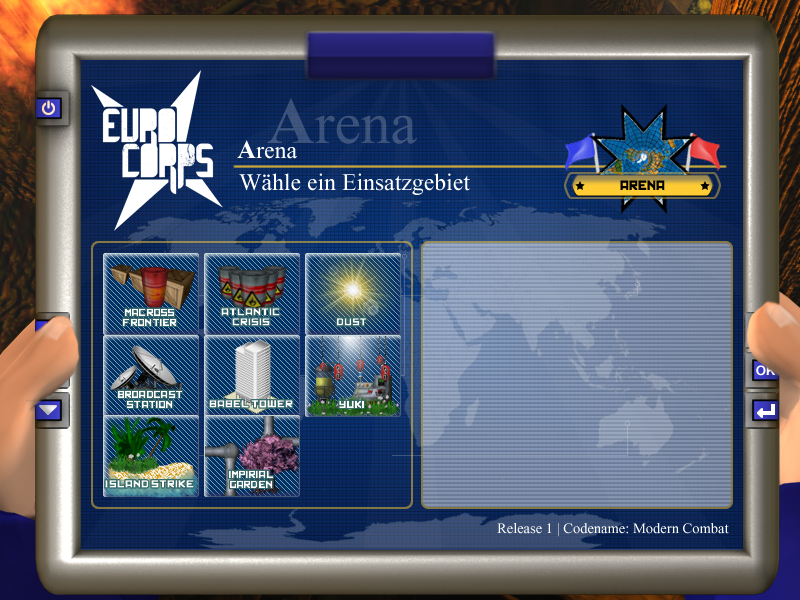 EURO
CORPS
Arena
Arena
Wähle ein Einsatzgebiet
ARENA
MACROSS
FRONTIER
ATLANTIC
CRISIS
DUST
BROADCAST
STATION
BABEL TOWER
YUKI
ISLAND STRIKE
IMPIRIAL
GARDEN
OK
Release 1 | Codename: Modern Combat